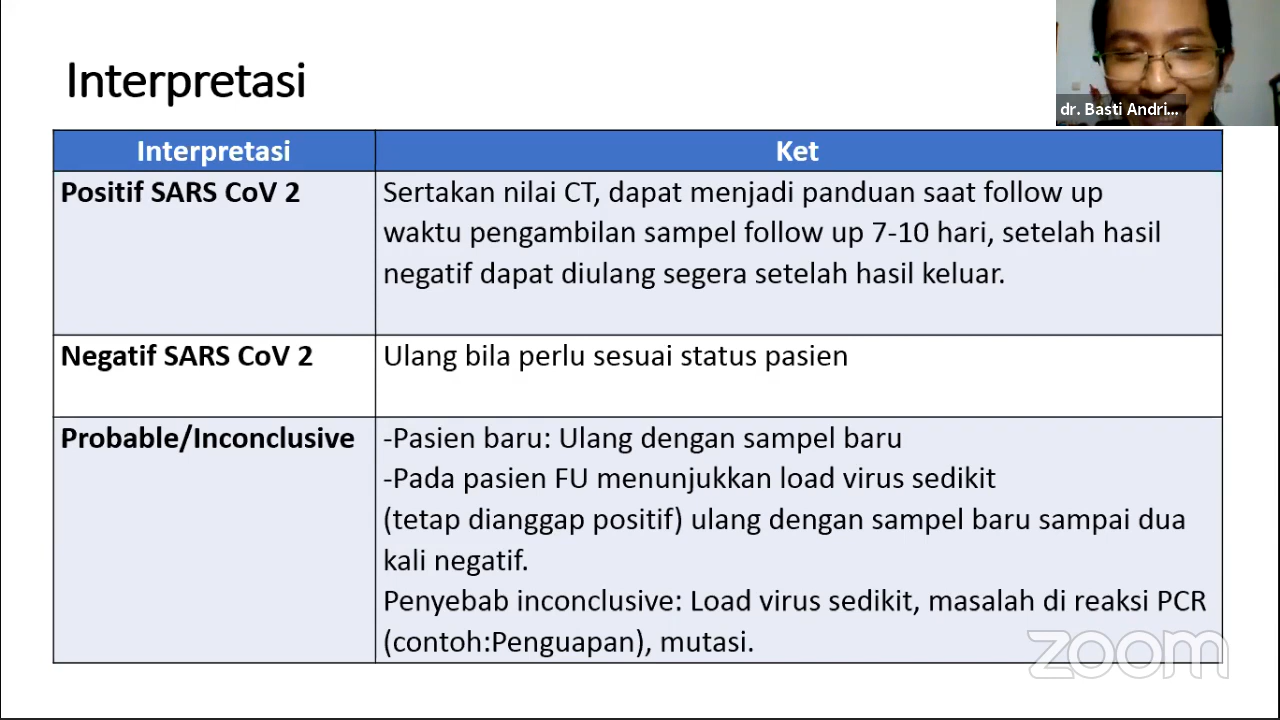 Interpretasi
dr. Basti Andri...
Interpretasi
Ket
Positif SARS CoV 2
Sertakan nilai CT, dapat menjadi panduan saat follow up
waktu pengambilan sampel follow up 7-10 hari, setelah hasil
negatif dapat diulang segera setelah hasil keluar.
Negatif SARS CoV 2
Ulang bila perlu sesuai status pasien
Probable/Inconclusive
-Pasien baru: Ulang dengan sampel baru
-Pada pasien FU menunjukkan load virus sedikit
(tetap dianggap positif) ulang dengan sampel baru sampai dua
kali negatif.
Penyebab inconclusive: Load virus sedikit, masalah di reaksi PCR
(contoh:Penguapan), mutasi.
zoom